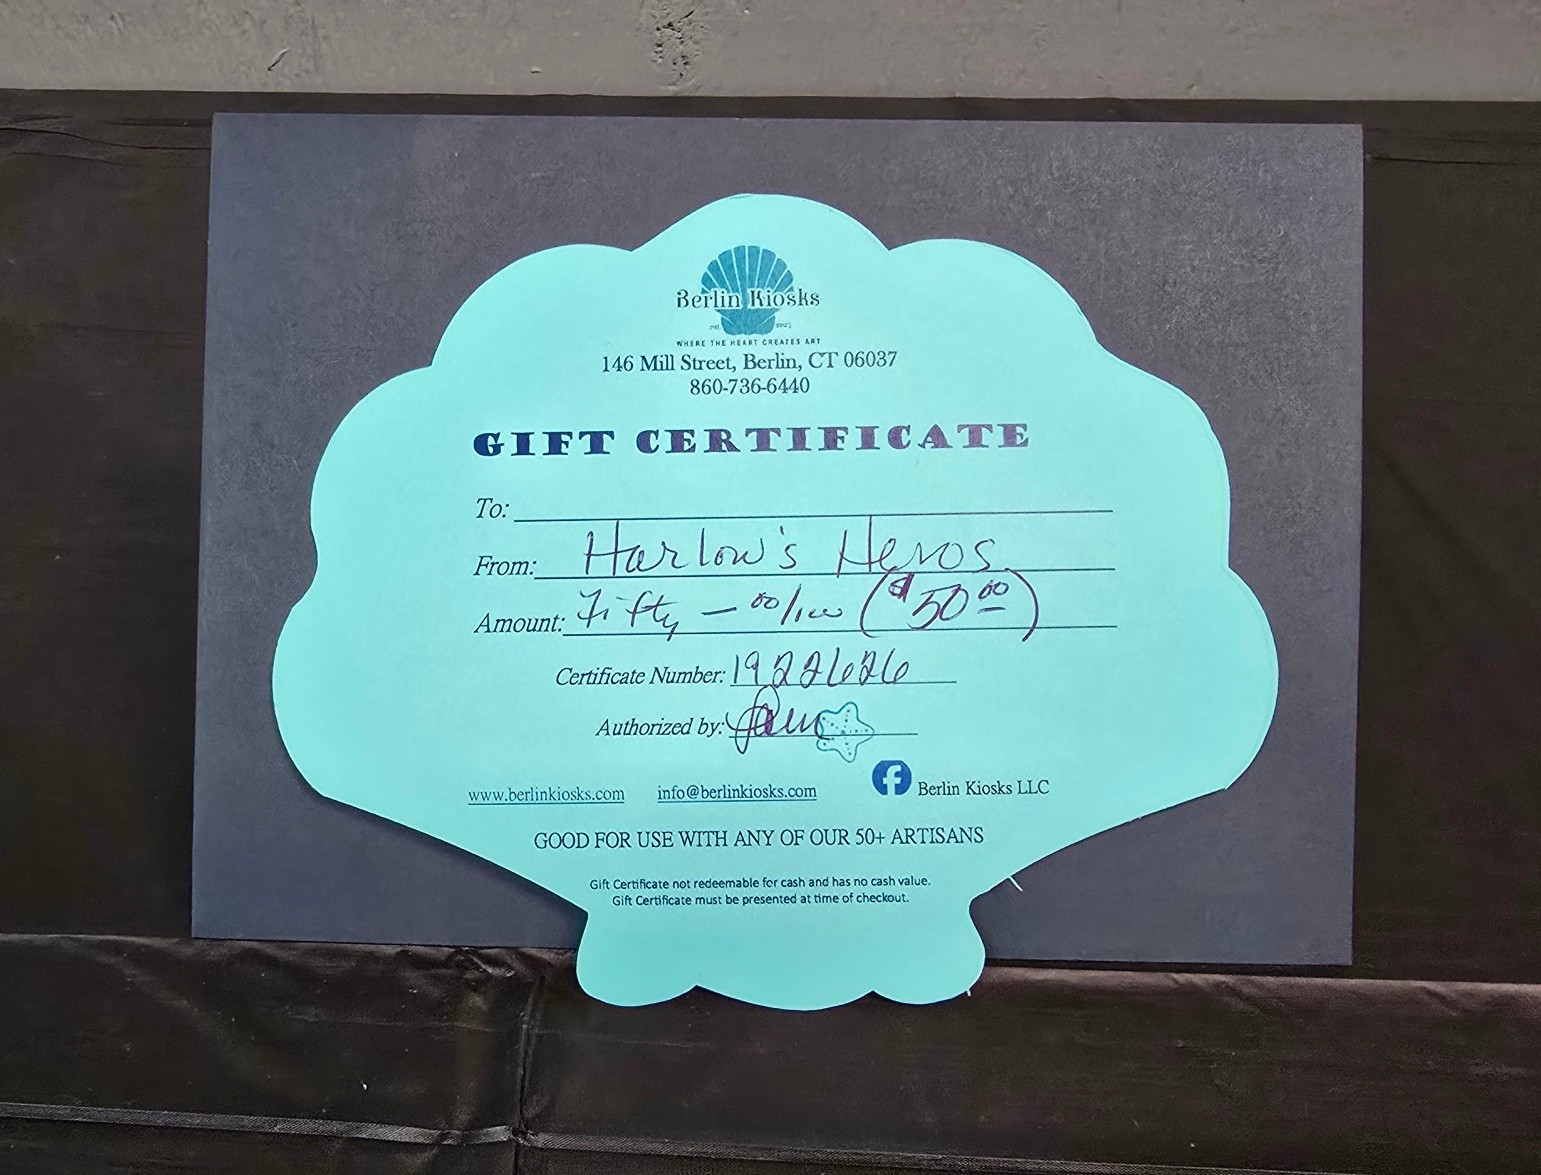 Berlin Kiosks
est. 2023
WHERE THE HEART CREATES ART
146 Mill Street, Berlin, CT 06037
860-736-6440
GIFT CERTIFICATE
To:
From: Harlow's Heros
Amount: Fifty — 00/100 ($50.00)
Certificate Number: 1922626
Authorized by:
www.berlinkiosks.com info@berlinkiosks.com f Berlin Kiosks LLC
GOOD FOR USE WITH ANY OF OUR 50+ ARTISANS
Gift Certificate not redeemable for cash and has no cash value.
Gift Certificate must be presented at time of checkout.